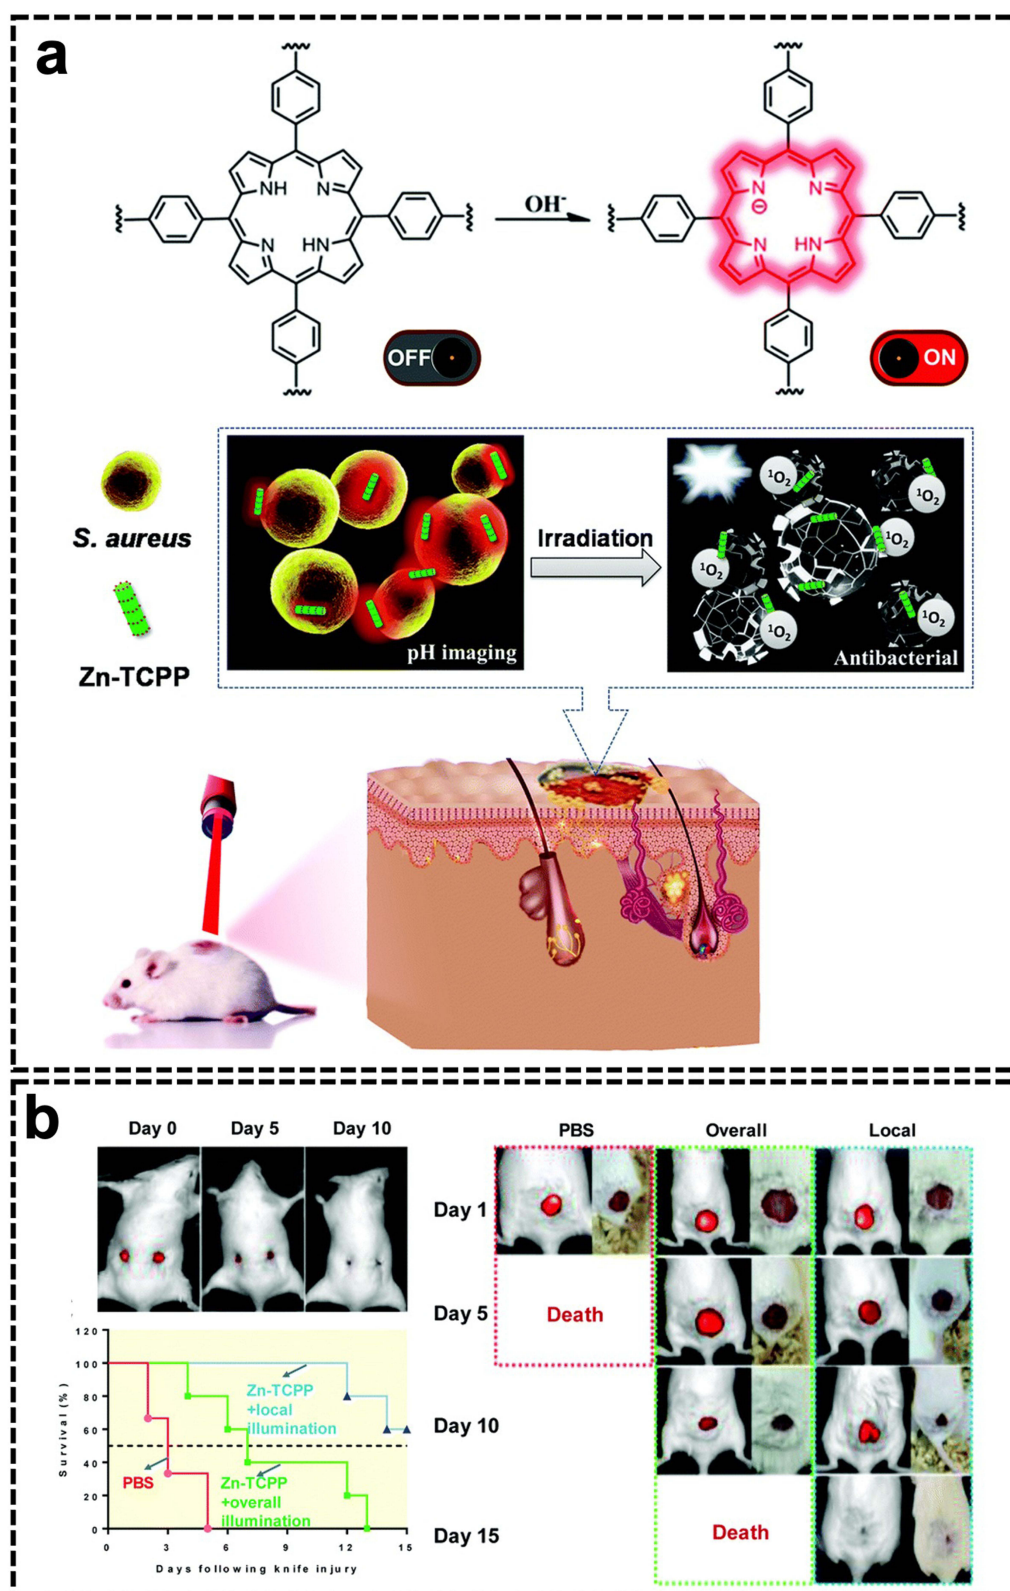 a
NH
N
N
HN
OH-
N
N
⊖
N
HN
OFF
ON
S. aureus
Zn-TCPP
pH imaging
Irradiation
¹O₂
¹O₂
¹O₂
¹O₂
¹O₂
¹O₂
Antibacterial
b
Day 0
Day 5
Day 10
PBS
Overall
Local
Day 1
Day 5
Death
Day 10
Day 15
Death
120
100
80
60
40
20
0
Survival (%)
Zn-TCPP
+local
illumination
PBS
Zn-TCPP
+overall
illumination
0
3
6
9
12
15
Days following knife injury